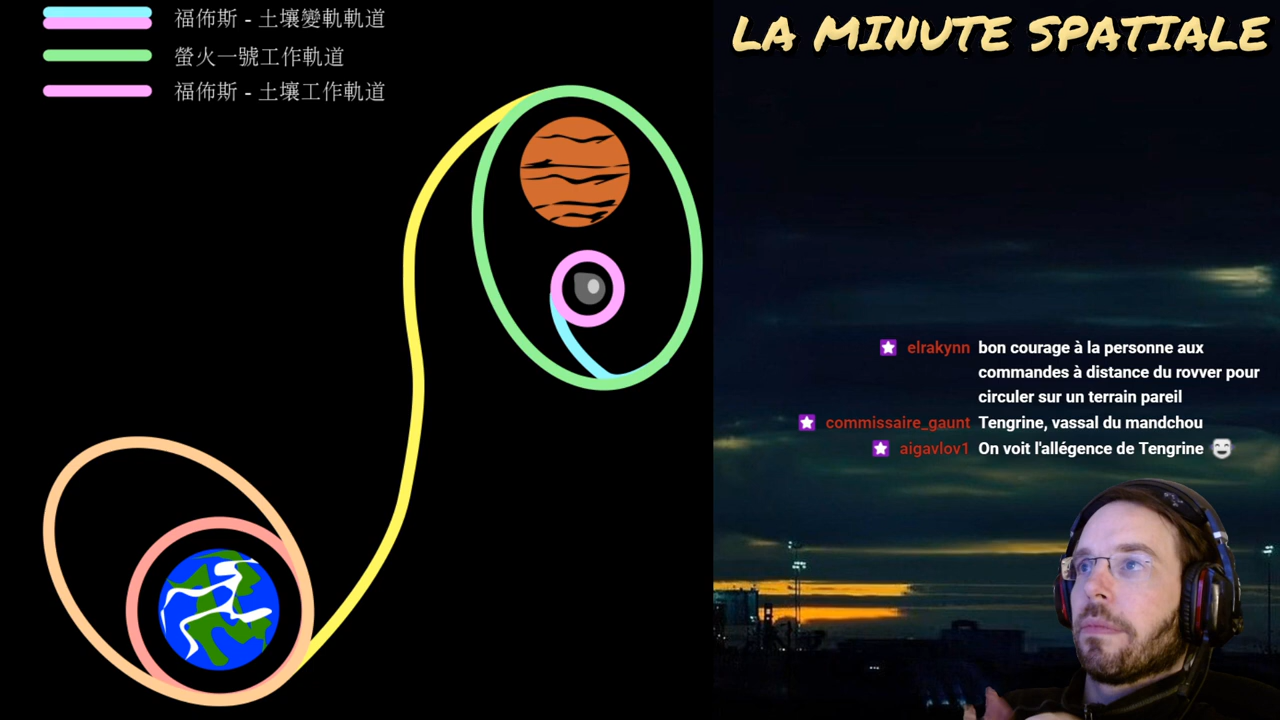 福佈斯 - 土壤變軌軌道
螢火一號工作軌道
福佈斯 - 土壤工作軌道
LA MINUTE SPATIALE
elrakynn bon courage à la personne aux
commandes à distance du rovver pour
circuler sur un terrain pareil
commissaire_gaunt Tengrine, vassal du mandchou
aigavlov1 On voit l'allégence de Tengrine